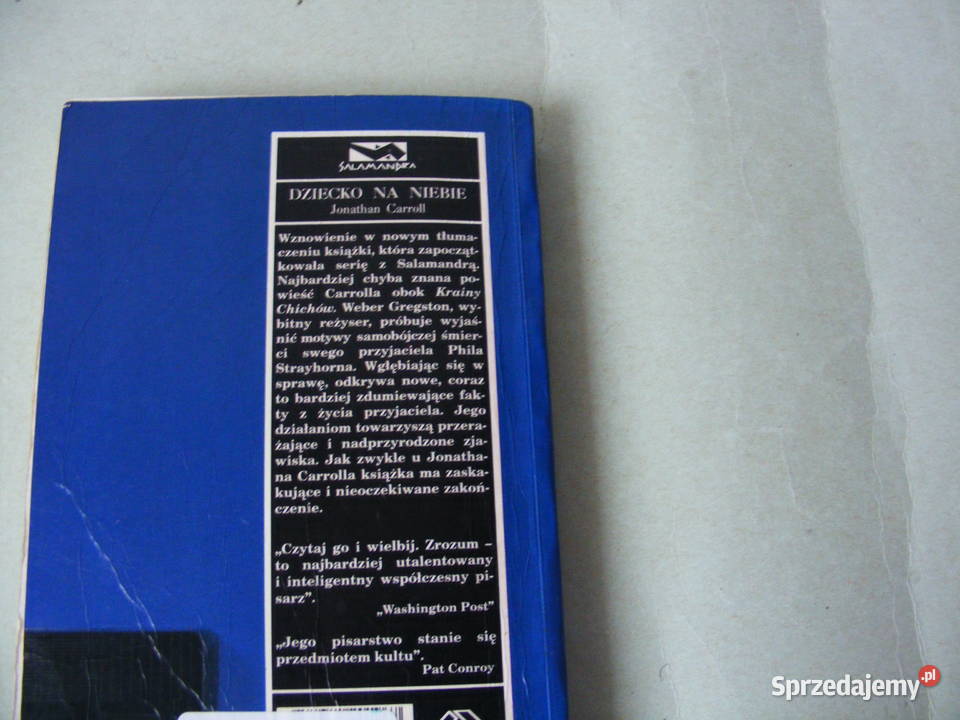 SALAMANDRA
DZIECKO NA NIEBIE
Jonathan Carroll
Wznowienie w nowym tłuma-
czeniu książki, która zapocząt-
kowała serię z Salamandrą.
Najbardziej chyba znana po-
wieść Carrolla obok Krainy
Chichów. Weber Gregston, wy-
bitny reżyser, próbuje wyjaś-
nić motywy samobójczej śmier-
ci swego przyjaciela Phila
Strayhorna. Wgłębiając się w
sprawę, odkrywa nowe, coraz
to bardziej zdumiewające fak-
ty z życia przyjaciela. Jego
działaniom towarzyszą przera-
żające i nadprzyrodzone zja-
wiska. Jak zwykle u Jonatha-
na Carrolla książka ma zaska-
kujące i nieoczekiwane zakoń-
czenie.
„Czytaj go i wielbij. Zrozum –
to najbardziej utalentowany
i inteligentny współczesny pi-
sarz”.
„Washington Post”
„Jego pisarstwo stanie się
przedmiotem kultu”.
Pat Conroy
Sprzedajemy.pl